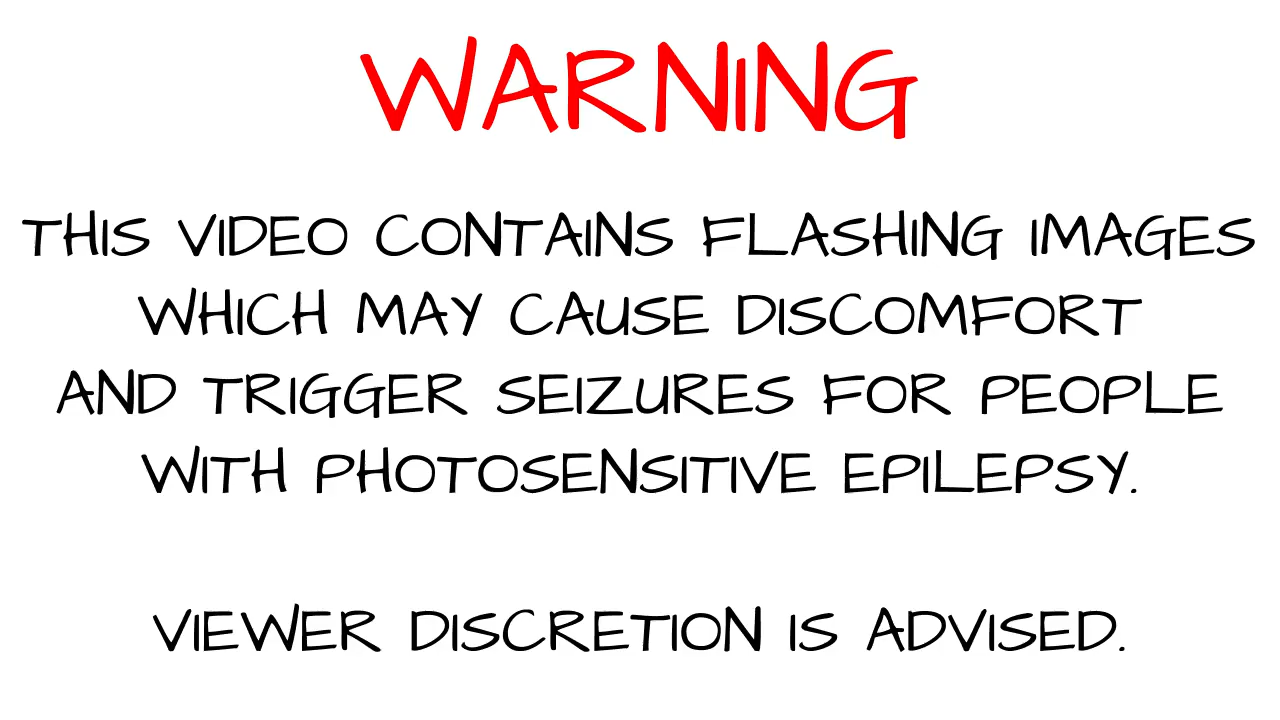 WARNING
THIS VIDEO CONTAINS FLASHING IMAGES
WHICH MAY CAUSE DISCOMFORT
AND TRIGGER SEIZURES FOR PEOPLE
WITH PHOTOSENSITIVE EPILEPSY.
VIEWER DISCRETION IS ADVISED.